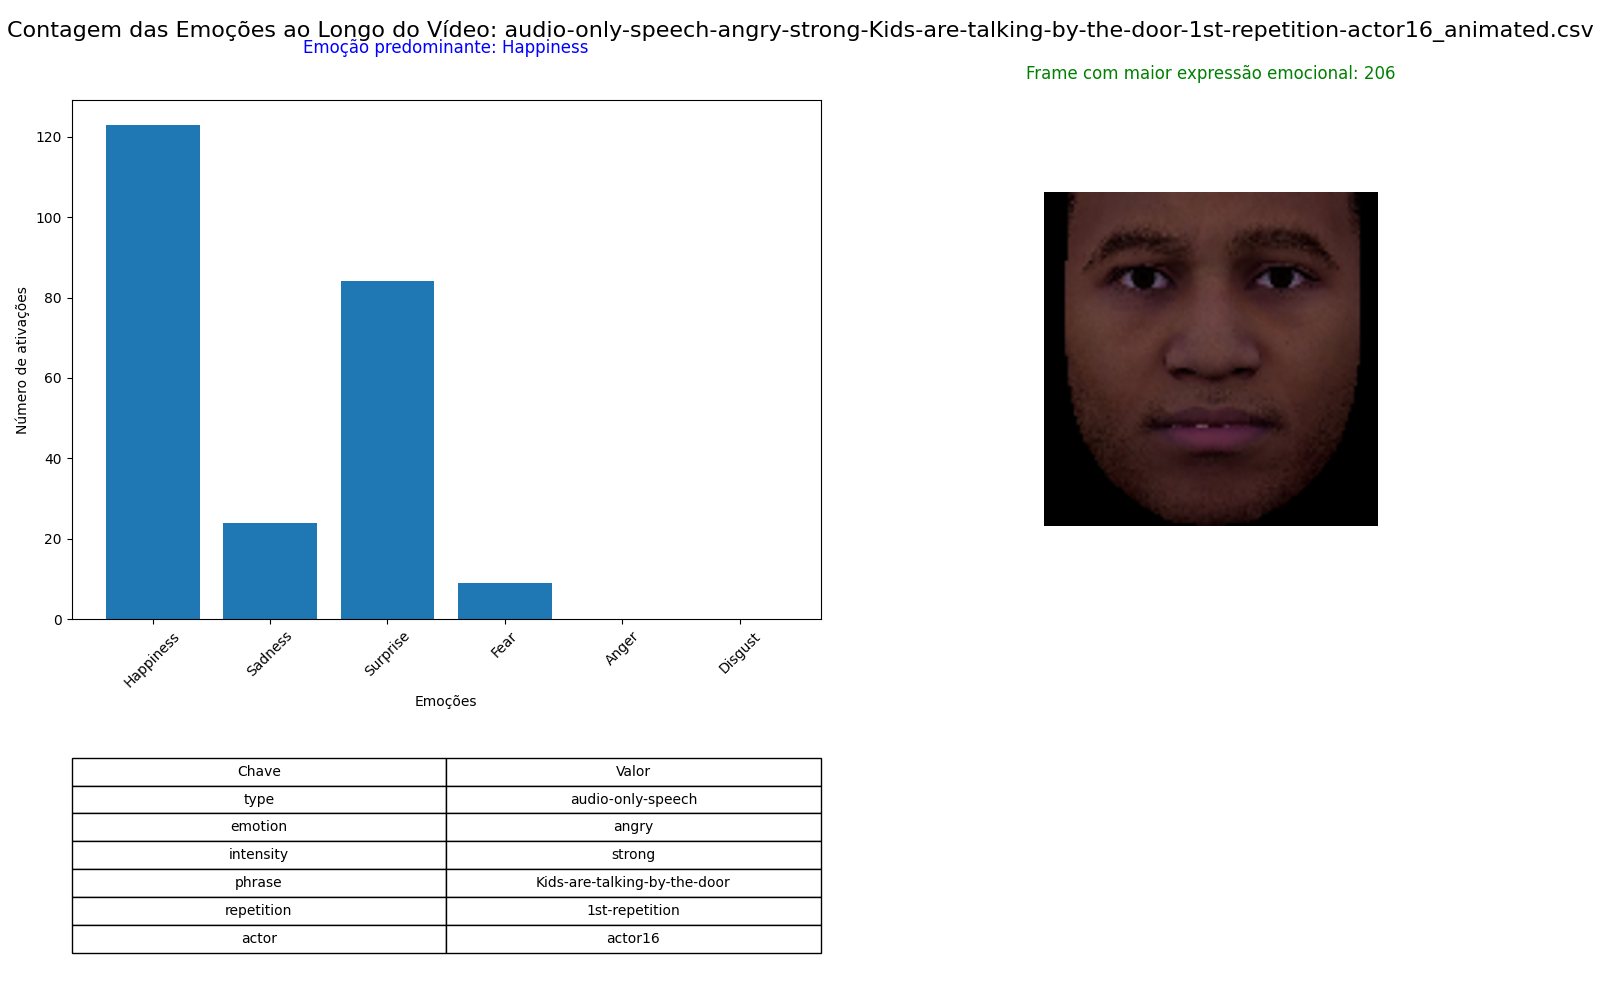 Contagem das Emoções ao Longo do Vídeo: audio-only-speech-angry-strong-Kids-are-talking-by-the-door-1st-repetition-actor16_animated.csv
Emoção predominante: Happiness
Frame com maior expressão emocional: 206
Número de ativações
120
100
80
60
40
20
0
Happiness
Sadness
Surprise
Fear
Anger
Disgust
Emoções
Chave Valor
type audio-only-speech
emotion angry
intensity strong
phrase Kids-are-talking-by-the-door
repetition 1st-repetition
actor actor16